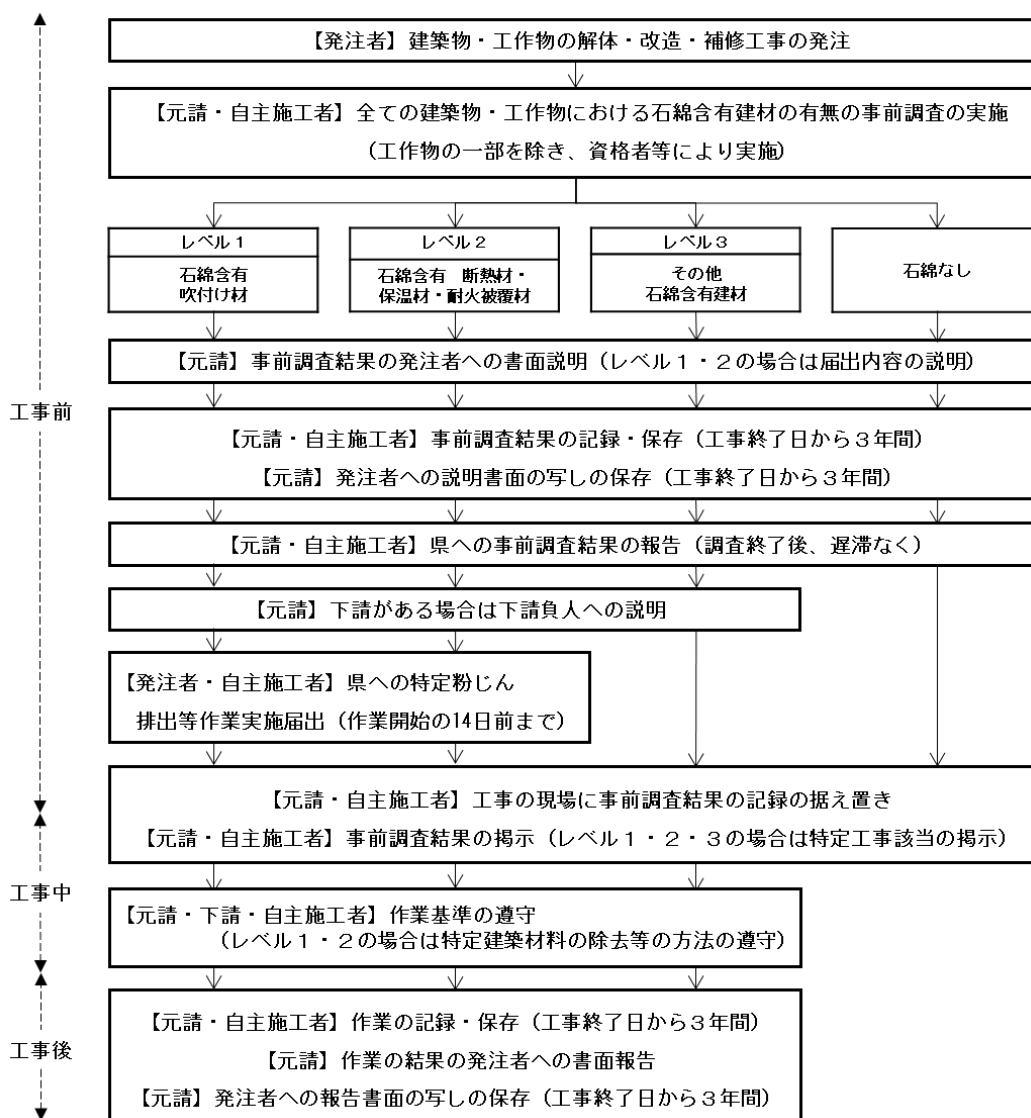 【発注者】建築物・工作物の解体・改造・補修工事の発注
【元請・自主施工者】全ての建築物・工作物における石綿含有建材の有無の事前調査の実施
（工作物の一部を除き、資格者等により実施）
レベル１
石綿含有
吹付け材
レベル２
石綿含有　断熱材・
保温材・耐火被覆材
レベル３
その他
石綿含有建材
石綿なし
【元請】事前調査結果の発注者への書面説明（レベル１・２の場合は届出内容の説明）
工事前
【元請・自主施工者】事前調査結果の記録・保存（工事終了日から３年間）
【元請】発注者への説明書面の写しの保存（工事終了日から３年間）
【元請・自主施工者】県への事前調査結果の報告（調査終了後、遅滞なく）
【元請】下請がある場合は下請負人への説明
【発注者・自主施工者】県への特定粉じん
排出等作業実施届出（作業開始の14日前まで）
【元請・自主施工者】工事の現場に事前調査結果の記録の据え置き
【元請・自主施工者】事前調査結果の掲示（レベル１・２・３の場合は特定工事該当の掲示）
工事中
【元請・下請・自主施工者】作業基準の遵守
（レベル１・２の場合は特定建築材料の除去等の方法の遵守）
工事後
【元請・自主施工者】作業の記録・保存（工事終了日から３年間）
【元請】作業の結果の発注者への書面報告
【元請】発注者への報告書面の写しの保存（工事終了日から３年間）